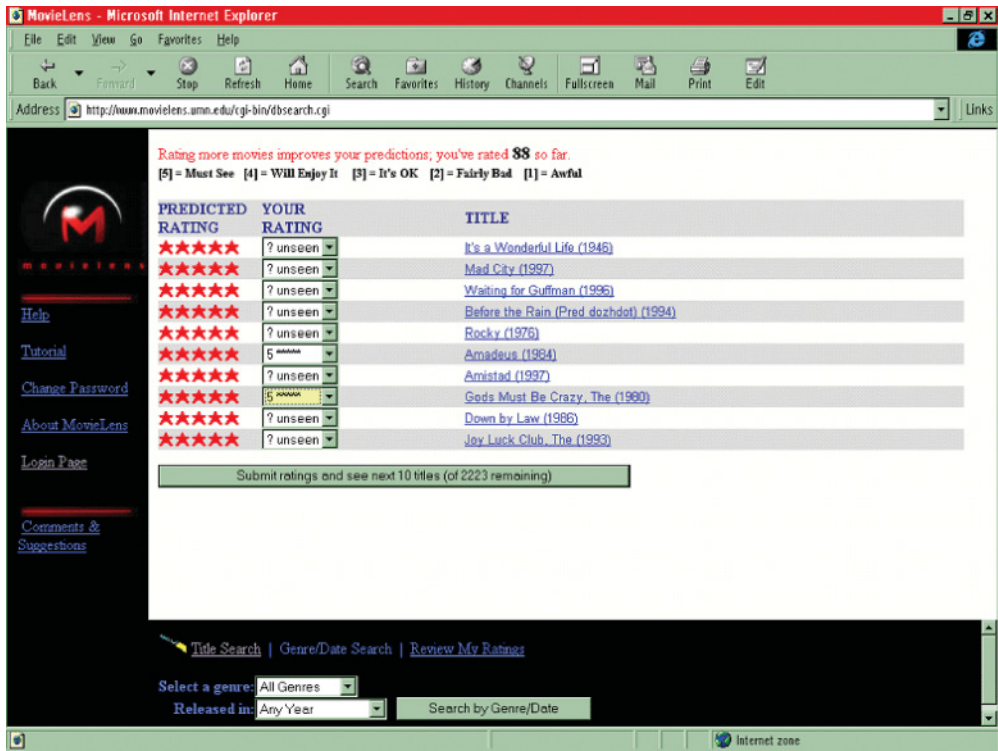 MovieLens - Microsoft Internet Explorer
File Edit View Go Favorites Help
Back Forward Stop Refresh Home Search Favorites History Channels Fullscreen Mail Print Edit
Address http://www.movielens.umn.edu/cgi-bin/dbsearch.cgi Links
Rating more movies improves your predictions; you've rated 88 so far.
[5] = Must See [4] = Will Enjoy It [3] = It's OK [2] = Fairly Bad [1] = Awful
PREDICTED RATING YOUR RATING TITLE
★★★★★ ? unseen It's a Wonderful Life (1946)
★★★★★ ? unseen Mad City (1997)
★★★★★ ? unseen Waiting for Guffman (1996)
★★★★★ ? unseen Before the Rain (Pred dozhdot) (1994)
★★★★★ ? unseen Rocky (1976)
★★★★★ 5 ***** Amadeus (1984)
★★★★★ ? unseen Amistad (1997)
★★★★★ 5 ***** Gods Must Be Crazy, The (1980)
★★★★★ ? unseen Down by Law (1986)
★★★★★ ? unseen Joy Luck Club, The (1993)
Submit ratings and see next 10 titles (of 2223 remaining)
M
movielens
Help
Tutorial
Change Password
About MovieLens
Login Page
Comments &
Suggestions
Title Search | Genre/Date Search | Review My Ratings
Select a genre: All Genres
Released in: Any Year Search by Genre/Date
Internet zone